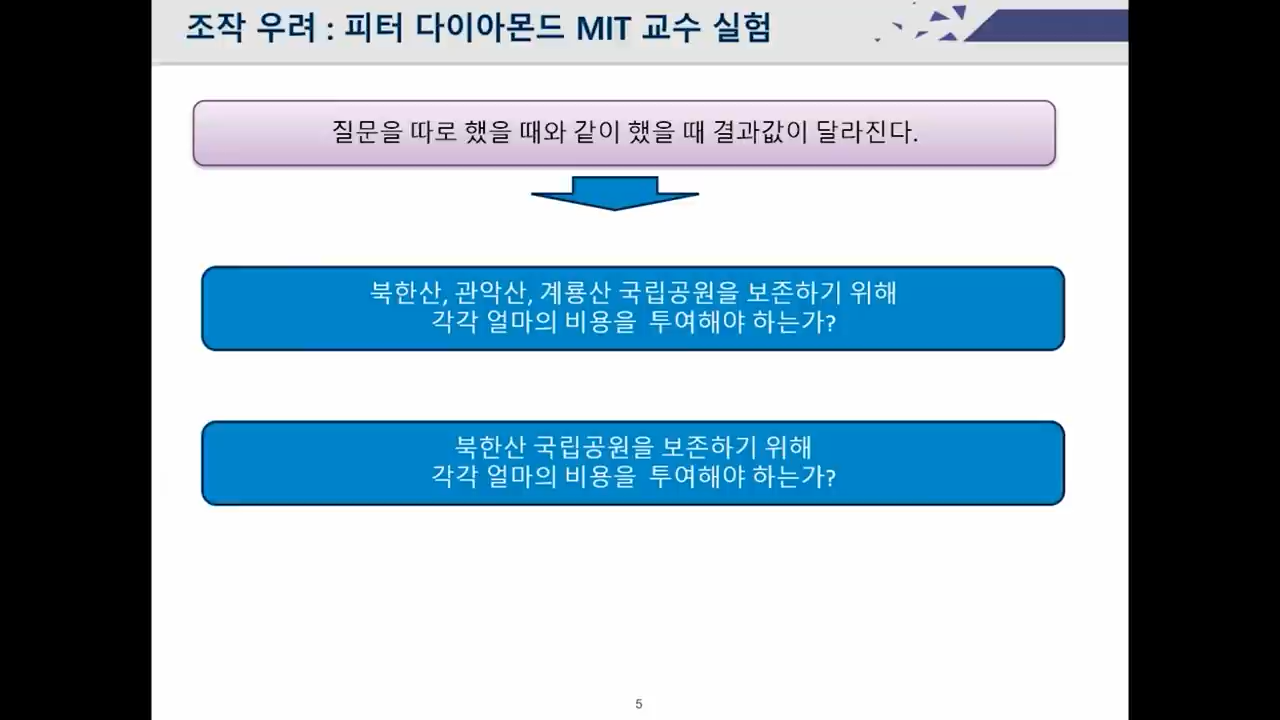 조작 우려 : 피터 다이아몬드 MIT 교수 실험
질문을 따로 했을 때와 같이 했을 때 결과값이 달라진다.
북한산, 관악산, 계룡산 국립공원을 보존하기 위해
각각 얼마의 비용을 투여해야 하는가?
북한산 국립공원을 보존하기 위해
각각 얼마의 비용을 투여해야 하는가?
5